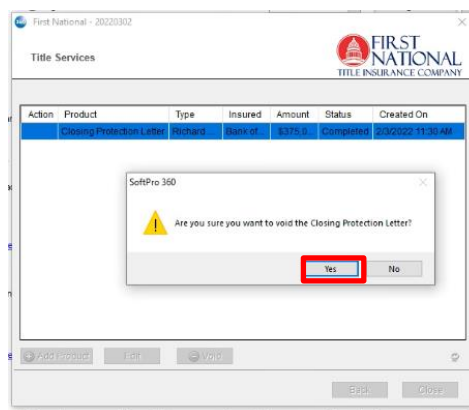 First National - 20220302
Title Services
FIRST
NATIONAL
TITLE INSURANCE COMPANY
Action Product Type Insured Amount Status Created On
Closing Protection Letter Richard... Bank of... $375,0... Completed 2/3/2022 11:30 AM
SoftPro 360
Are you sure you want to void the Closing Protection Letter?
Yes No
Add Product Edit Void
Back Close